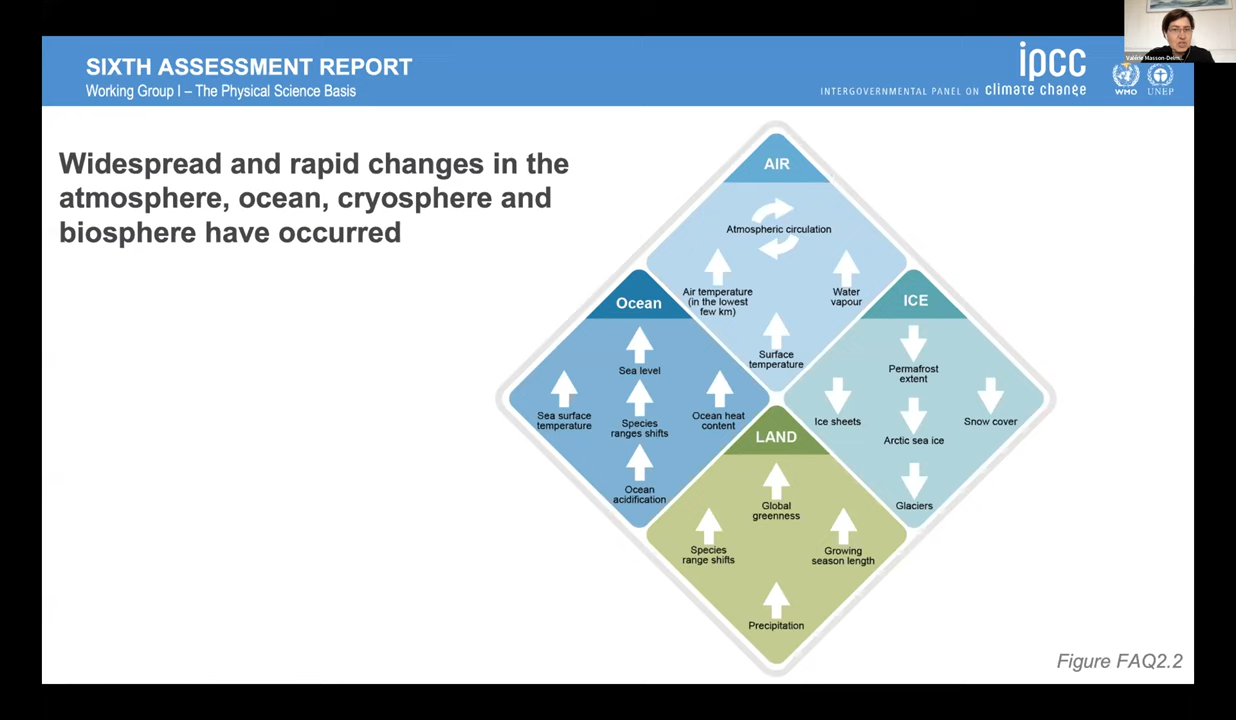 SIXTH ASSESSMENT REPORT
Working Group I – The Physical Science Basis
ipcc
INTERGOVERNMENTAL PANEL ON climate change
WMO
UNEP
Widespread and rapid changes in the
atmosphere, ocean, cryosphere and
biosphere have occurred
AIR
Atmospheric circulation
Air temperature
(in the lowest
few km)
Water
vapour
Surface
temperature
Ocean
Sea level
Sea surface
temperature
Species
ranges shifts
Ocean heat
content
Ocean
acidification
ICE
Permafrost
extent
Ice sheets
Arctic sea ice
Snow cover
Glaciers
LAND
Global
greenness
Species
range shifts
Growing
season length
Precipitation
Figure FAQ2.2